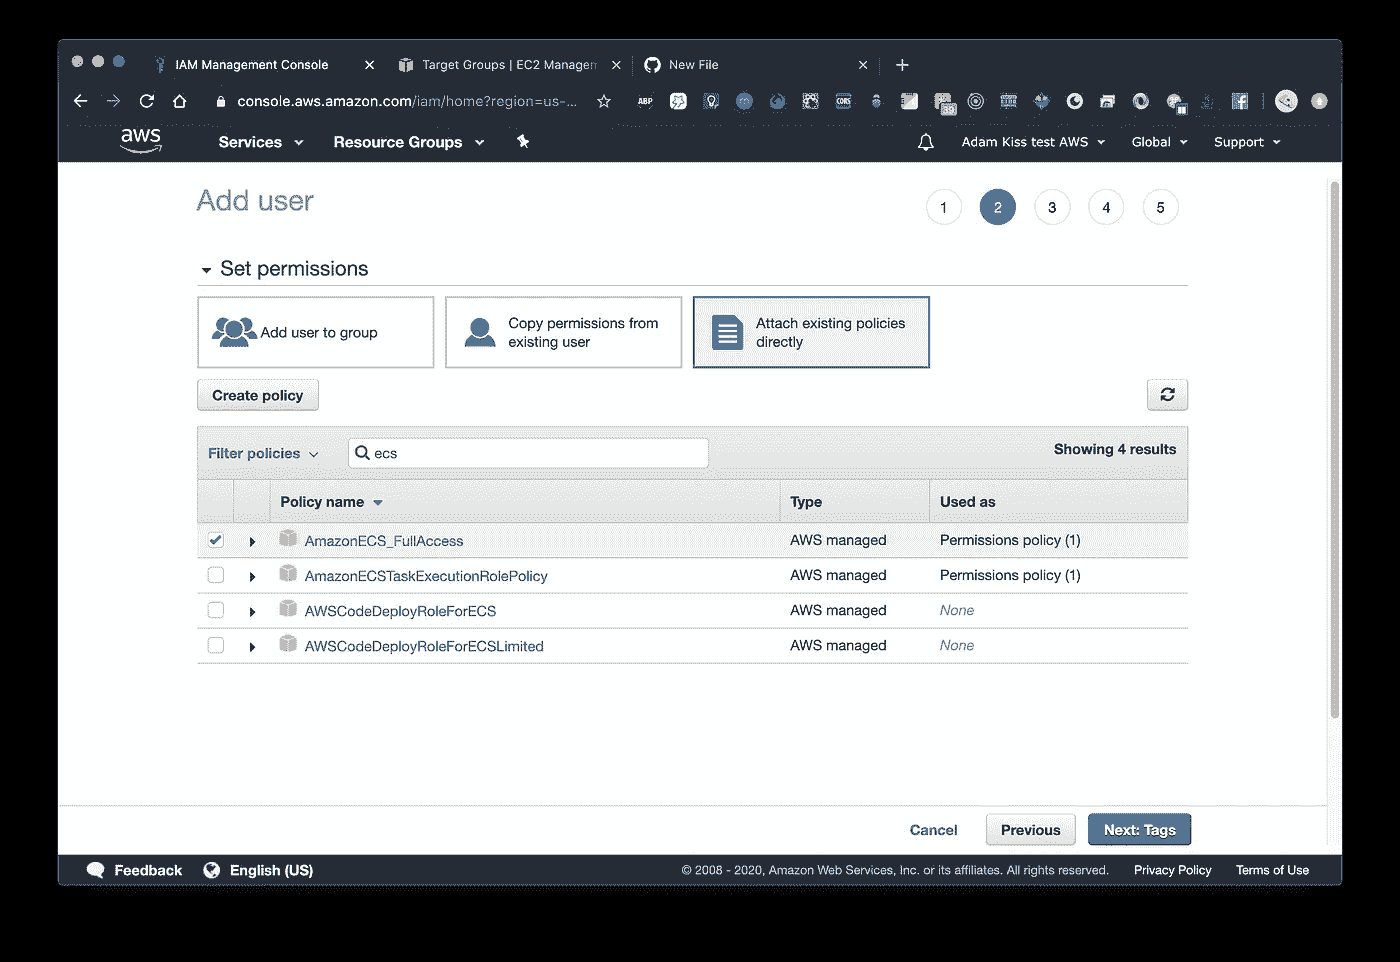 IAM Management Console
Target Groups | EC2 Managem
New File
console.aws.amazon.com/iam/home?region=us-...
ABP
CORS
39
aws
Services
Resource Groups
Adam Kiss test AWS
Global
Support
Add user
1
2
3
4
5
Set permissions
Add user to group
Copy permissions from
existing user
Attach existing policies
directly
Create policy
Filter policies
ecs
Showing 4 results
Policy name
Type
Used as
AmazonECS_FullAccess
AWS managed
Permissions policy (1)
AmazonECSTaskExecutionRolePolicy
AWS managed
Permissions policy (1)
AWSCodeDeployRoleForECS
AWS managed
None
AWSCodeDeployRoleForECSLimited
AWS managed
None
Cancel
Previous
Next: Tags
Feedback
English (US)
© 2008 - 2020, Amazon Web Services, Inc. or its affiliates. All rights reserved.
Privacy Policy
Terms of Use